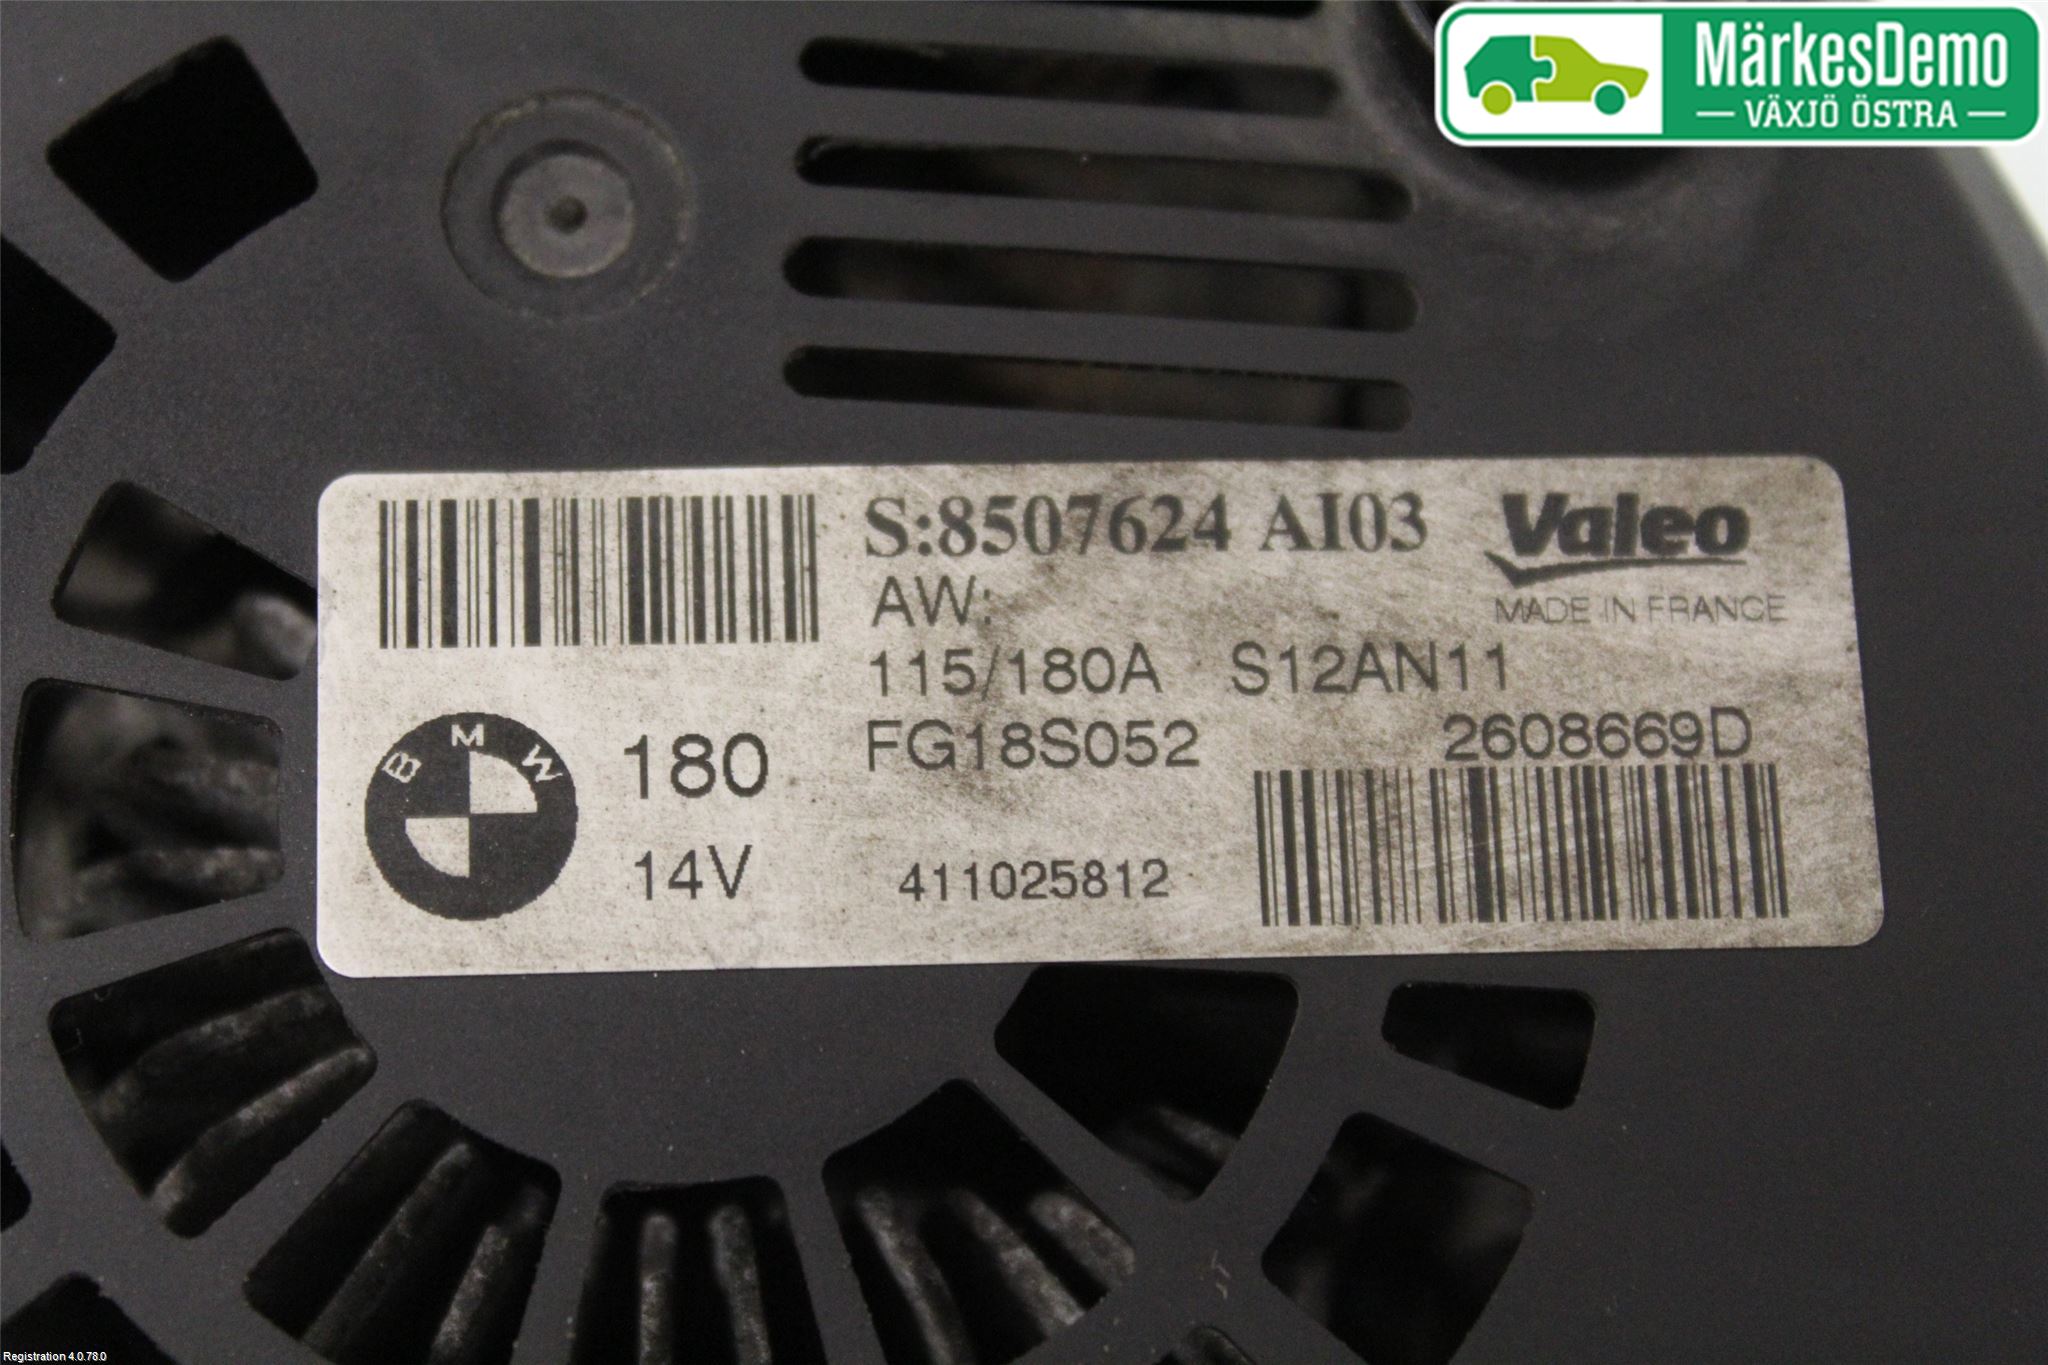 MärkesDemo
VÄXJÖ ÖSTRA
S:8507624 AI03
Valeo
AW:
MADE IN FRANCE
115/180A S12AN11
B M W
180
FG18S052
2608669D
14V
411025812
Registration 4.0.78.0